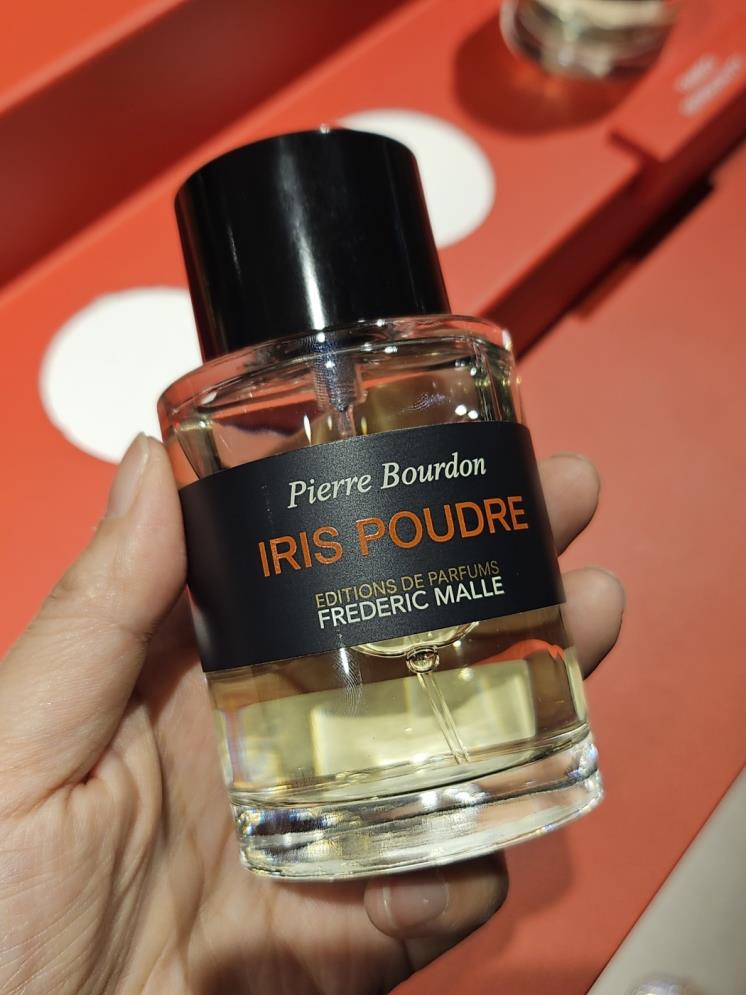 Pierre Bourdon
IRIS POUDRE
EDITIONS DE PARFUMS
FREDERIC MALLE